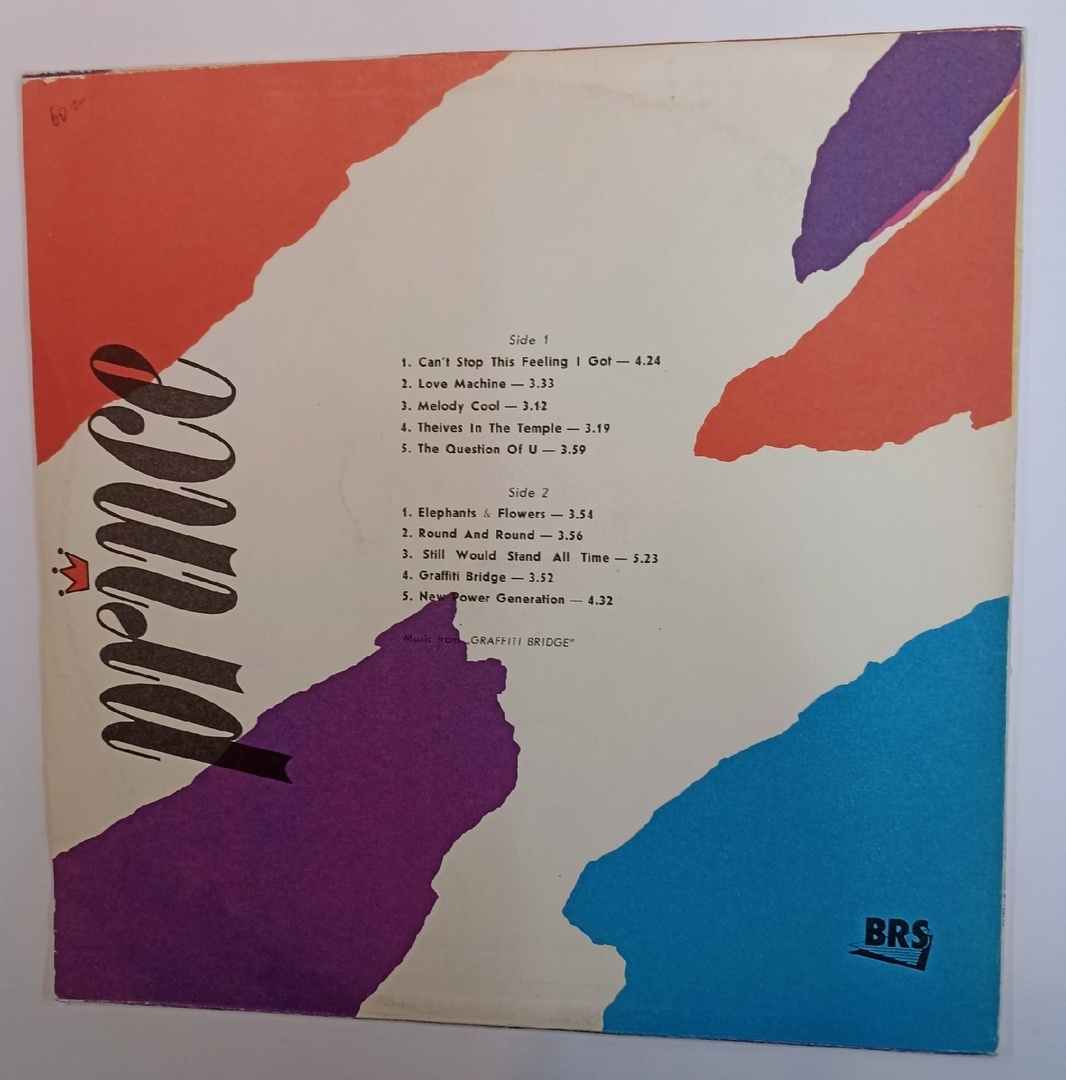 60
Prince
Side 1
1. Can't Stop This Feeling I Got — 4.24
2. Love Machine — 3.33
3. Melody Cool — 3.12
4. Theives In The Temple — 3.19
5. The Question Of U — 3.59
Side 2
1. Elephants & Flowers — 3.54
2. Round And Round — 3.56
3. Still Would Stand All Time — 5.23
4. Graffiti Bridge — 3.52
5. New Power Generation — 4.32
Music from „GRAFFITI BRIDGE"
BRS